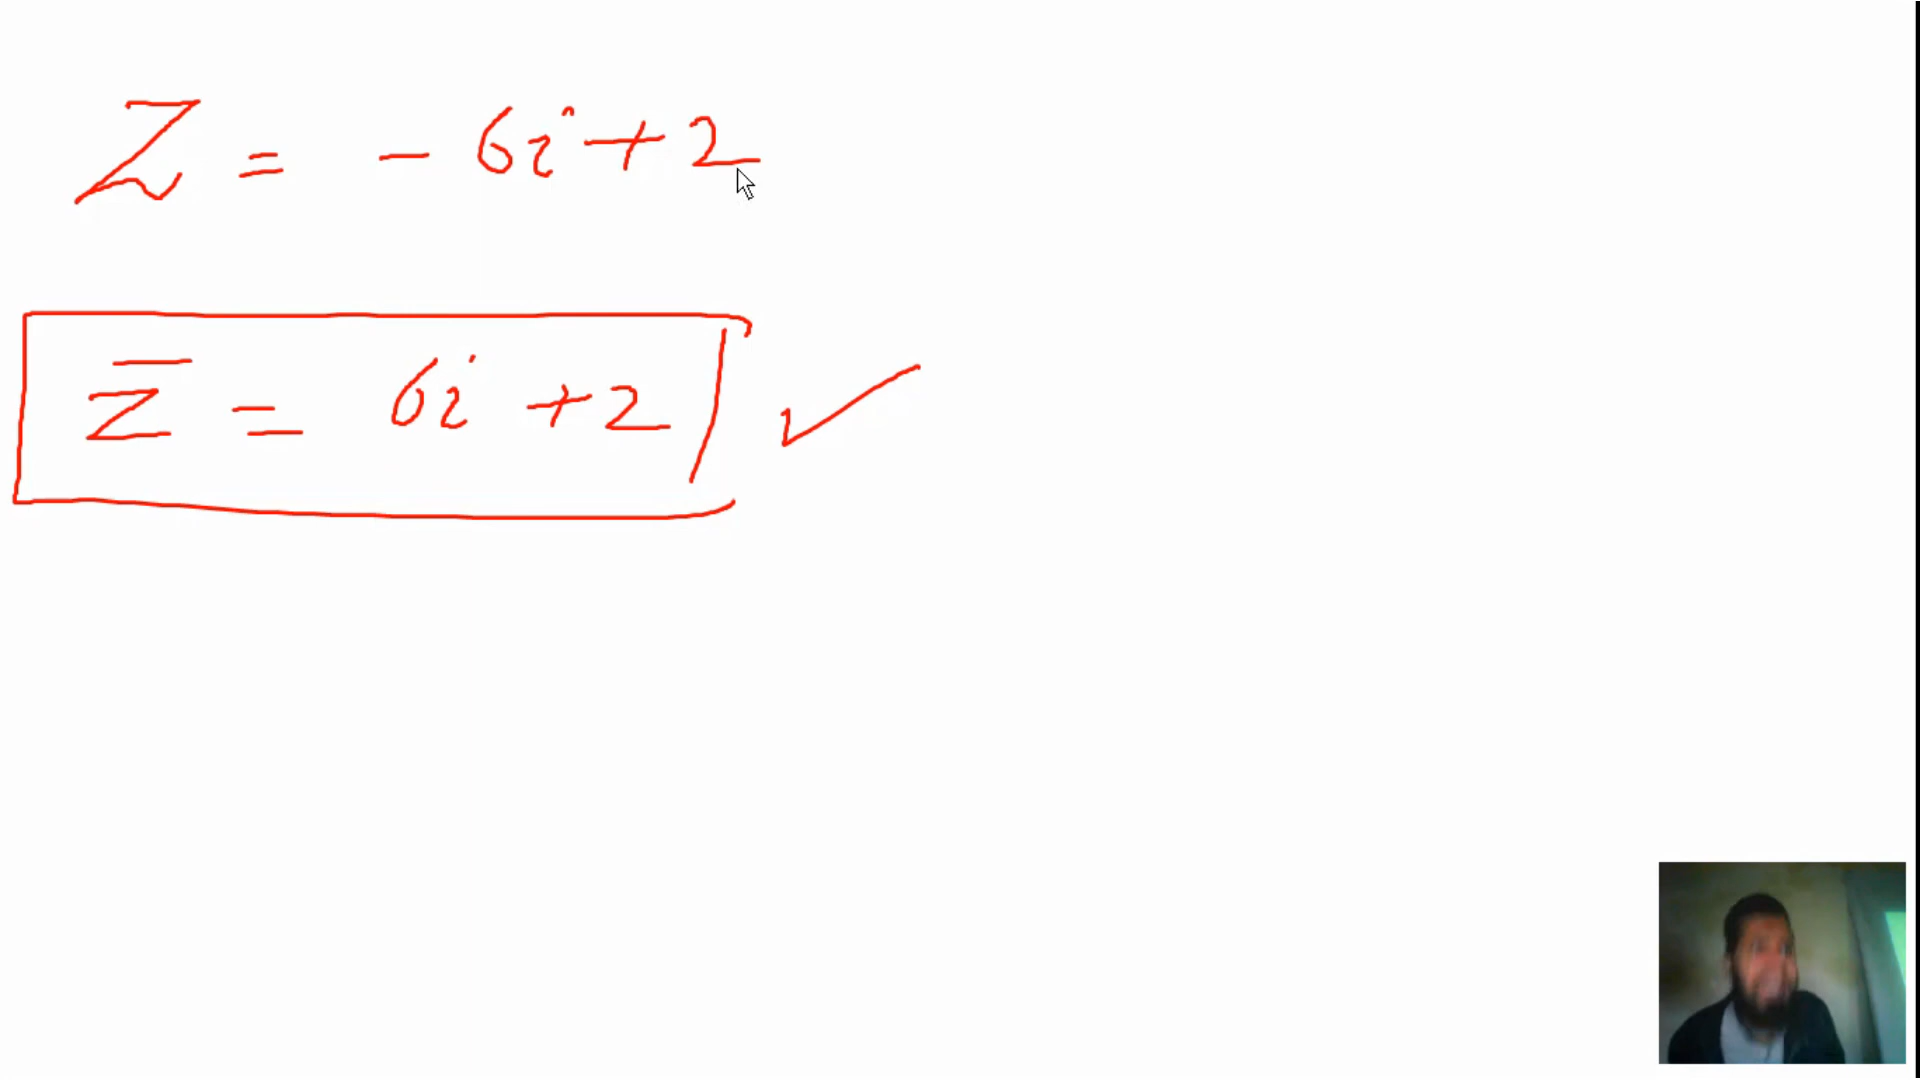 Z = - 6i + 2
z̅ = 6i + 2